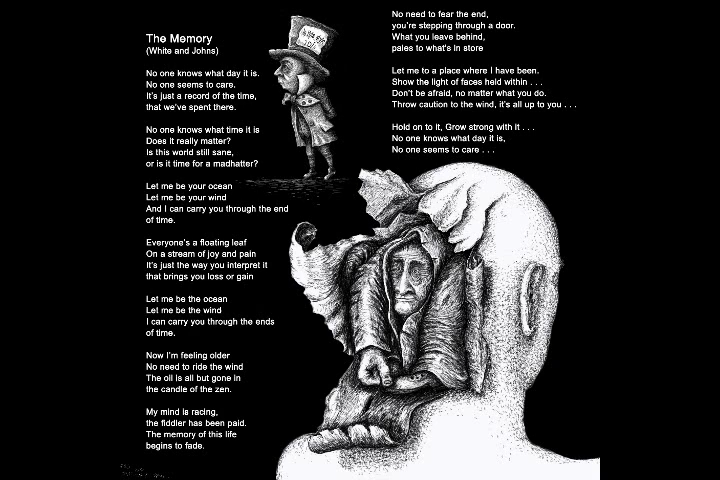 The Memory
(White and Johns)
No one knows what day it is.
No one seems to care.
It's just a record of the time,
that we've spent there.
No one knows what time it is
Does it really matter?
Is this world still sane,
or is it time for a madhatter?
Let me be your ocean
Let me be your wind
And I can carry you through the end
of time.
Everyone's a floating leaf
On a stream of joy and pain
It's just the way you interpret it
that brings you loss or gain
Let me be the ocean
Let me be the wind
I can carry you through the ends
of time.
Now I'm feeling older
No need to ride the wind
The oil is all but gone in
the candle of the zen.
My mind is racing,
the fiddler has been paid.
The memory of this life
begins to fade.
No need to fear the end,
you're stepping through a door.
What you leave behind,
pales to what's in store
Let me to a place where I have been.
Show the light of faces held within . . .
Don't be afraid, no matter what you do.
Throw caution to the wind, it's all up to you . . .
Hold on to it, Grow strong with it . . .
No one knows what day it is,
No one seems to care . . .